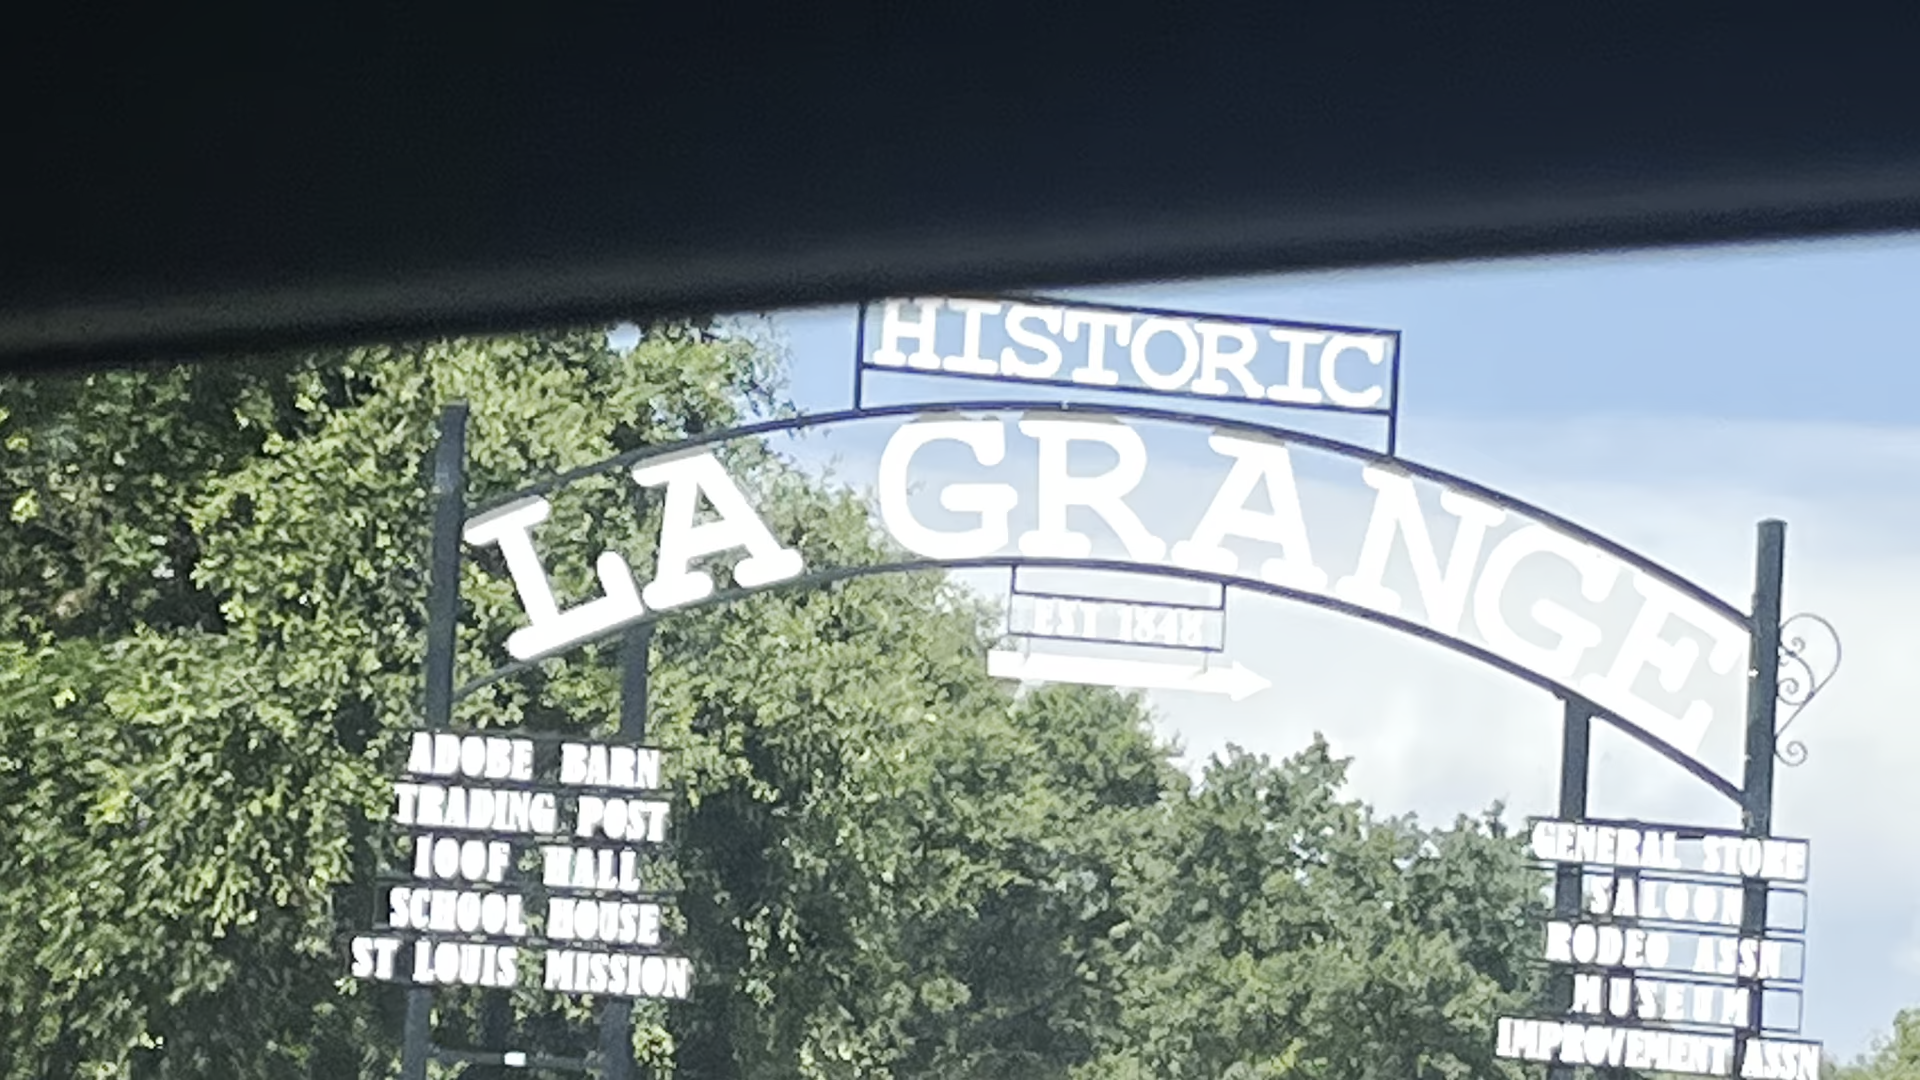 HISTORIC
LA GRANGE
EST 1848
ADOBE BARN
TRADING POST
IOOF HALL
SCHOOL HOUSE
ST LOUIS MISSION
GENERAL STORE
SALOON
RODEO ASSN
MUSEUM
IMPROVEMENT ASSN